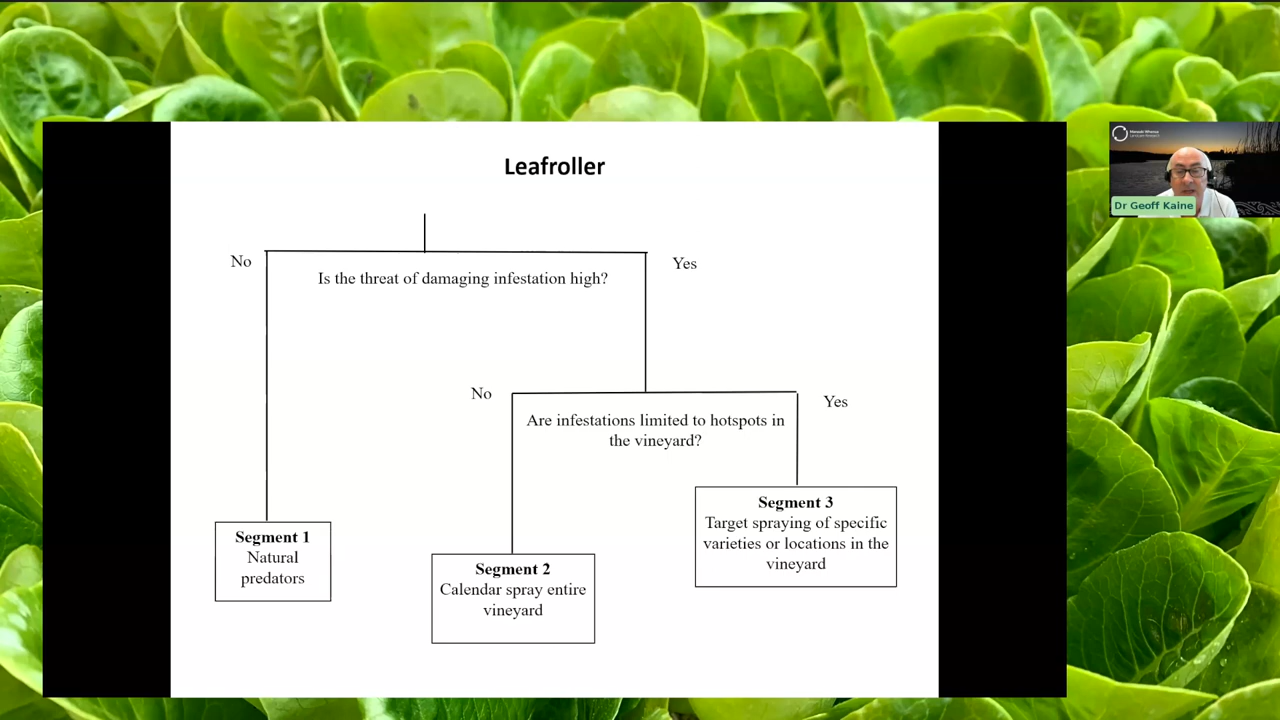 Leafroller
No
Yes
Is the threat of damaging infestation high?
No
Yes
Are infestations limited to hotspots in
the vineyard?
Segment 1
Natural
predators
Segment 2
Calendar spray entire
vineyard
Segment 3
Target spraying of specific
varieties or locations in the
vineyard
Dr Geoff Kaine